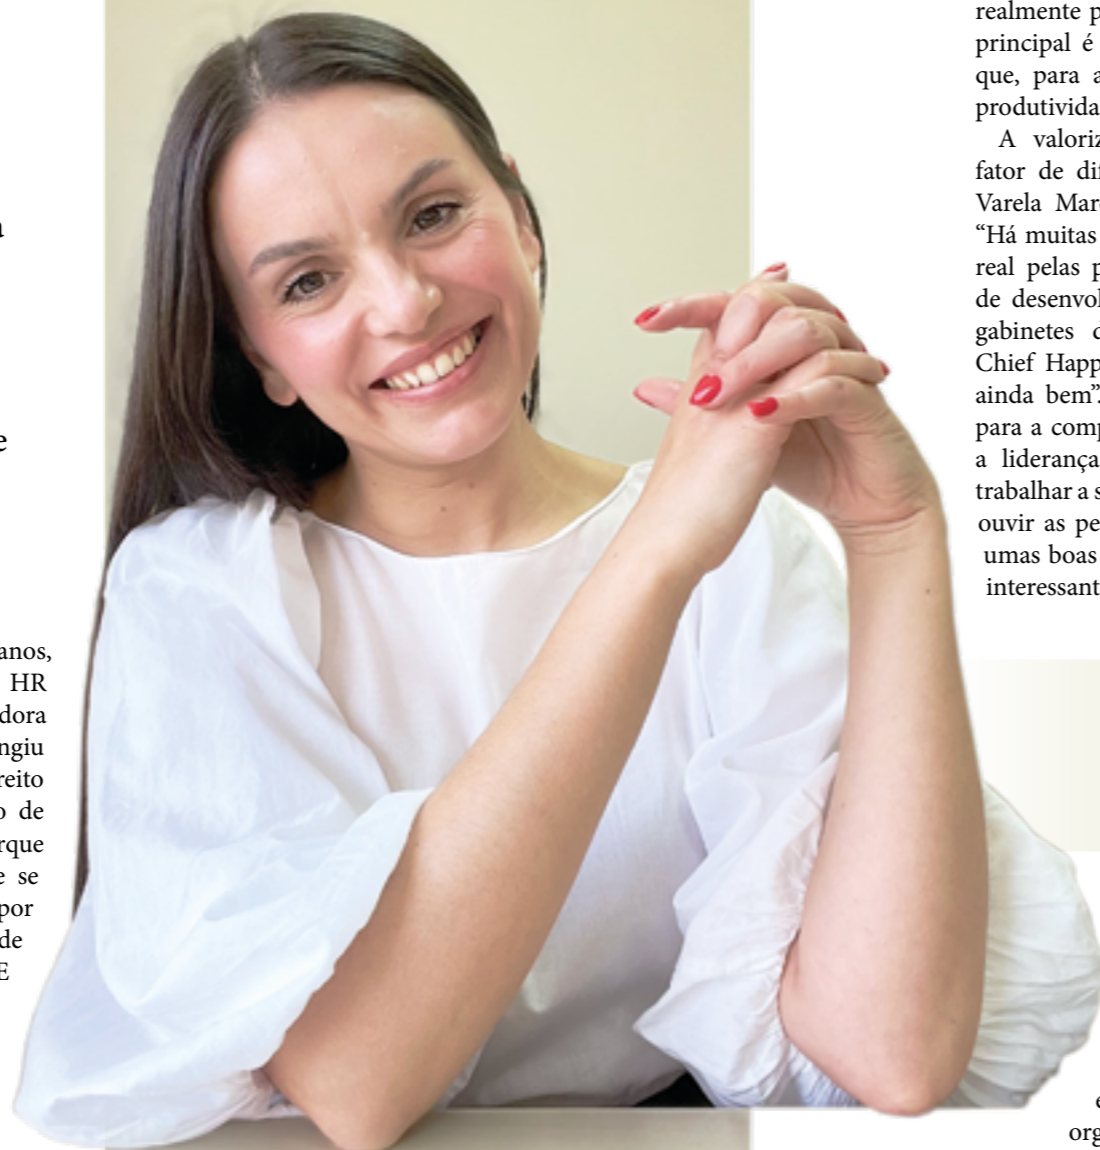 a
e
anos,
HR
dora
ngiu
reito
o de
rque
e se
por
de
E
realmente p
principal é
que, para a
produtivida
A valoriz
fator de dif
Varela Mar
“Há muitas
real pelas p
de desenvol
gabinetes d
Chief Happ
ainda bem”.
para a comp
a liderança
trabalhar a s
ouvir as pe
umas boas
interessant
e
org